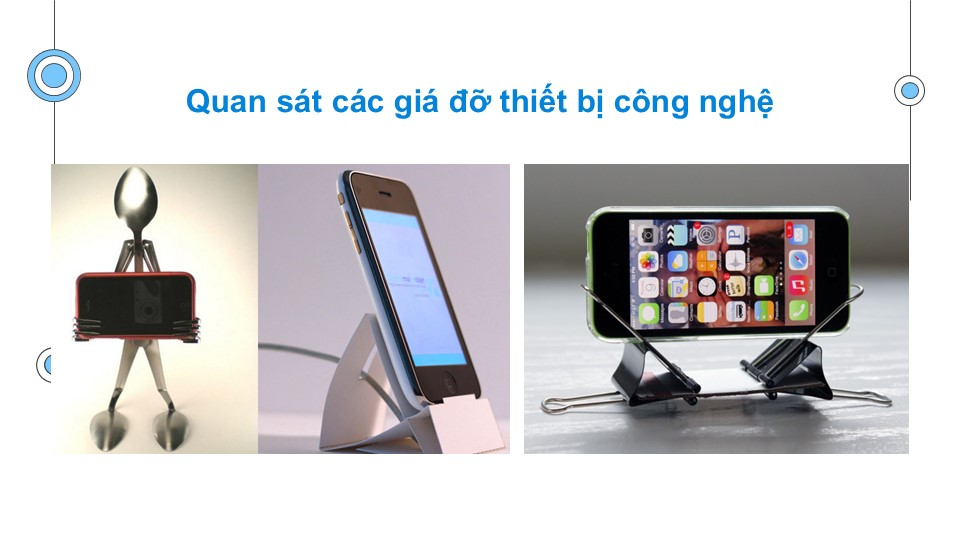 Quan sát các giá đỡ thiết bị công nghệ